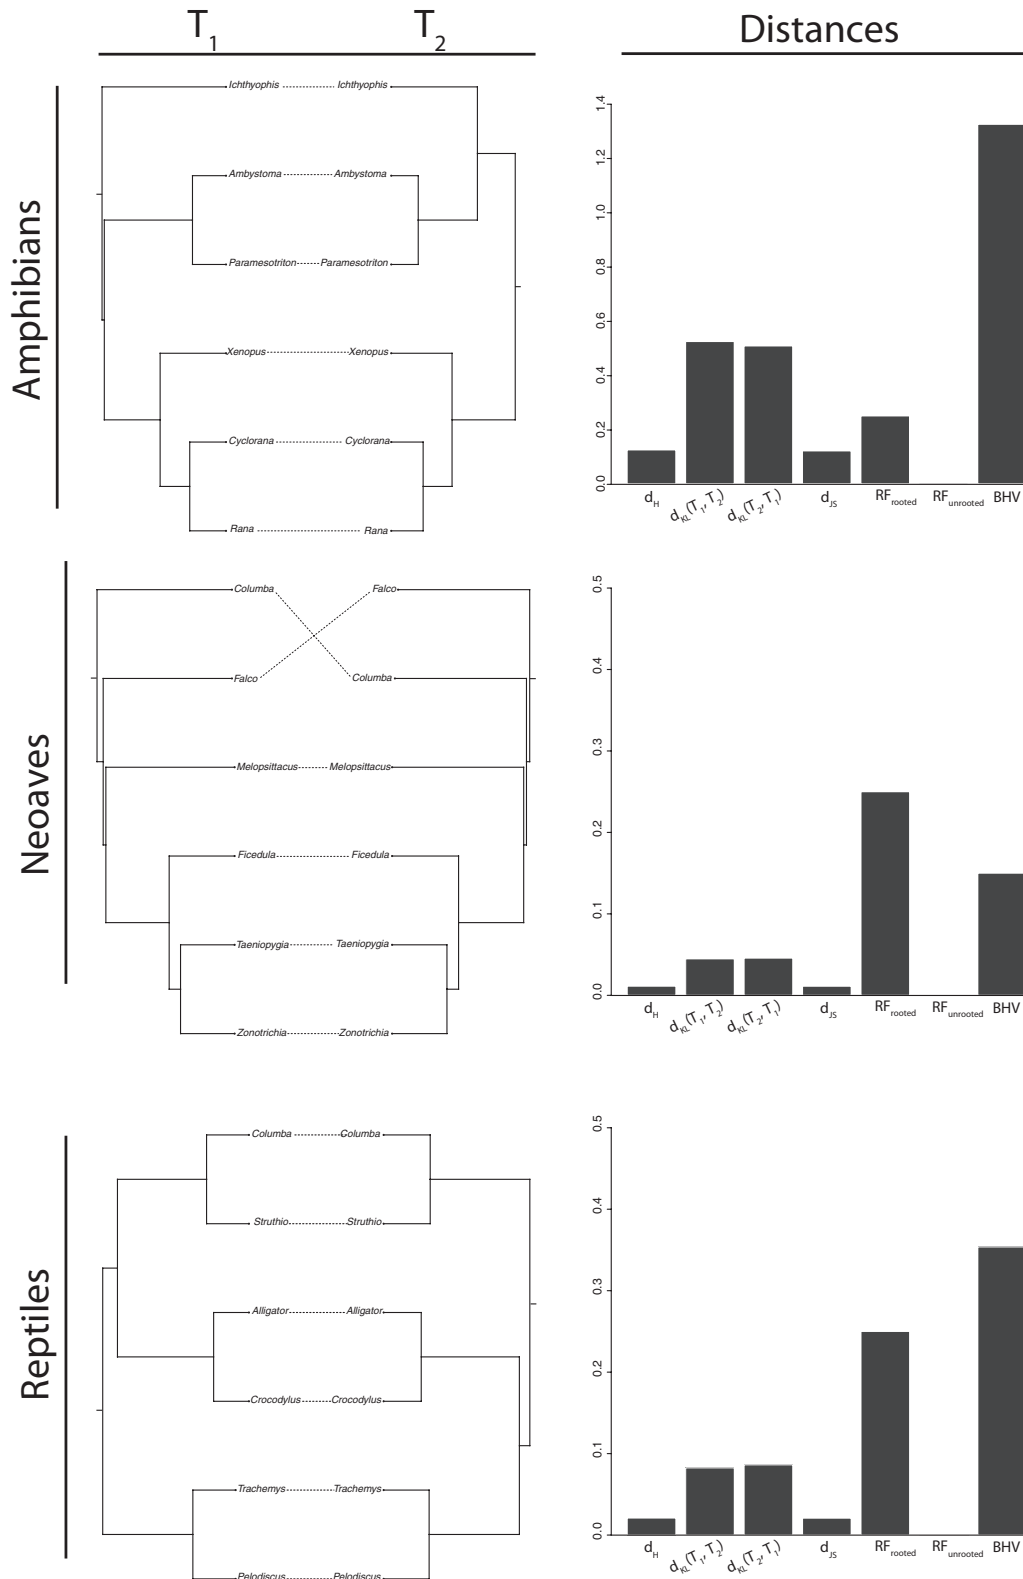 T1 T2 Distances
Amphibians
Ichthyophis Ichthyophis
Ambystoma Ambystoma
Paramesotriton Paramesotriton
Xenopus Xenopus
Cyclorana Cyclorana
Rana Rana
1.4
1.2
1.0
0.8
0.6
0.4
0.2
0.0
dH dKL(T1, T2) dKL(T2, T1) dJS RFrooted RFunrooted BHV
Neoaves
Columba Falco
Falco Columba
Melopsittacus Melopsittacus
Ficedula Ficedula
Taeniopygia Taeniopygia
Zonotrichia Zonotrichia
0.5
0.4
0.3
0.2
0.1
0.0
dH dKL(T1, T2) dKL(T2, T1) dJS RFrooted RFunrooted BHV
Reptiles
Columba Columba
Struthio Struthio
Alligator Alligator
Crocodylus Crocodylus
Trachemys Trachemys
Pelodiscus Pelodiscus
0.5
0.4
0.3
0.2
0.1
0.0
dH dKL(T1, T2) dKL(T2, T1) dJS RFrooted RFunrooted BHV